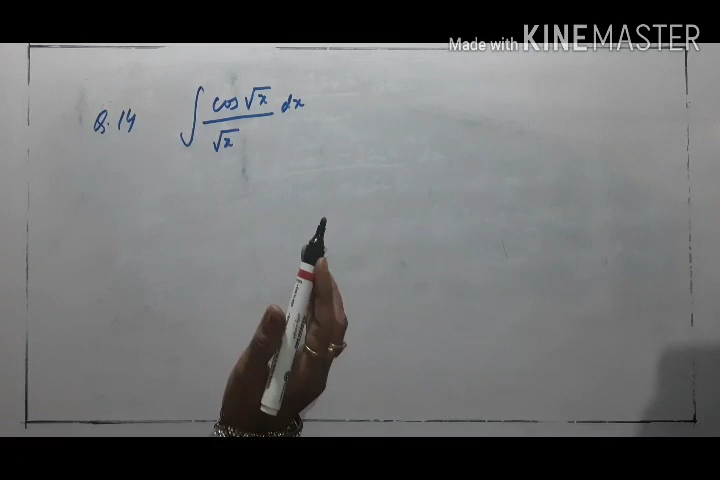 Made with KINEMASTER
Q.14 ∫ cos √x / √x dx